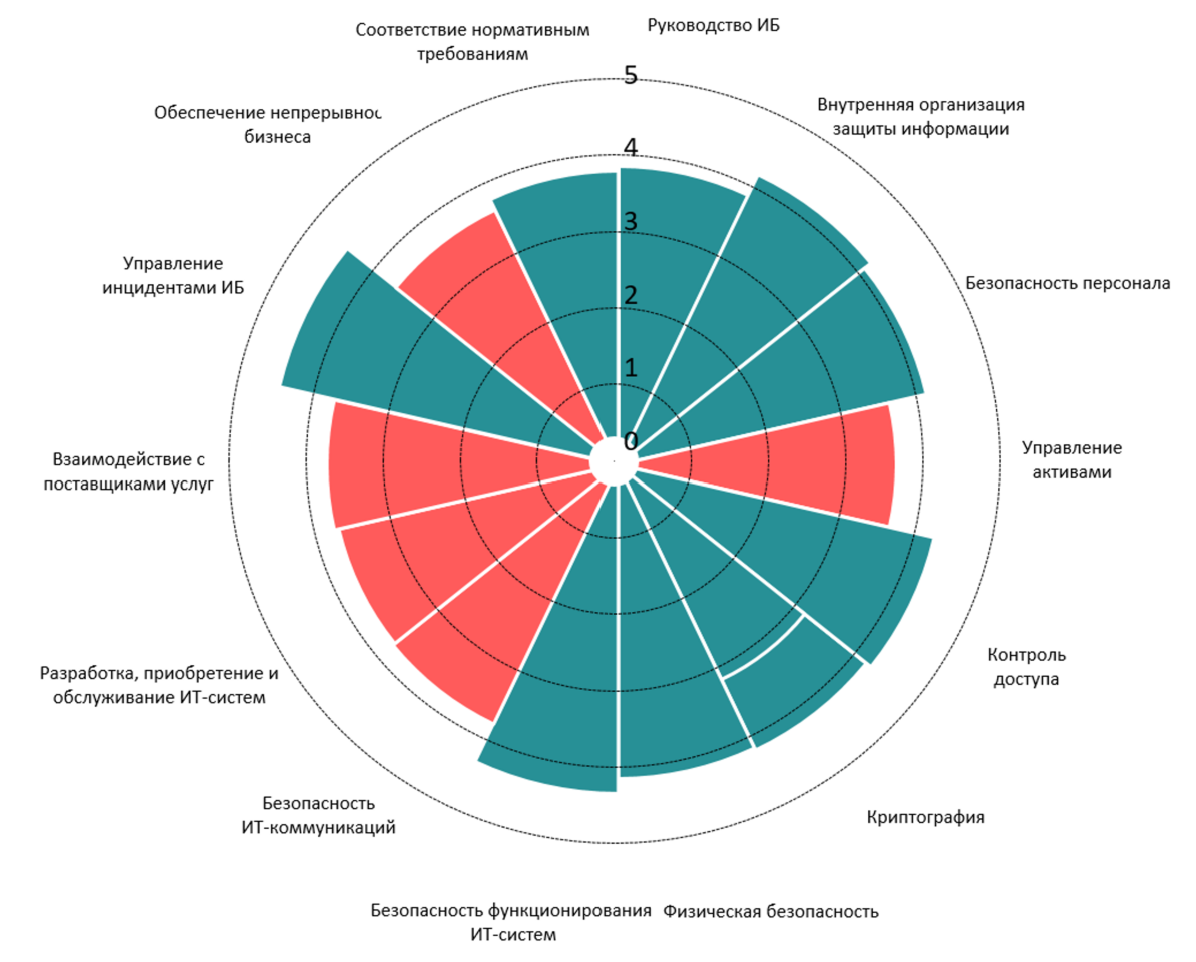 Соответствие нормативным
требованиям
Руководство ИБ
5
Обеспечение непрерывнос
бизнеса
Внутренняя организация
защиты информации
4
3
Управление
инцидентами ИБ
Безопасность персонала
2
1
0
Взаимодействие с
поставщиками услуг
Управление
активами
Разработка, приобретение и
обслуживание ИТ-систем
Контроль
доступа
Безопасность
ИТ-коммуникаций
Криптография
Безопасность функционирования
ИТ-систем
Физическая безопасность